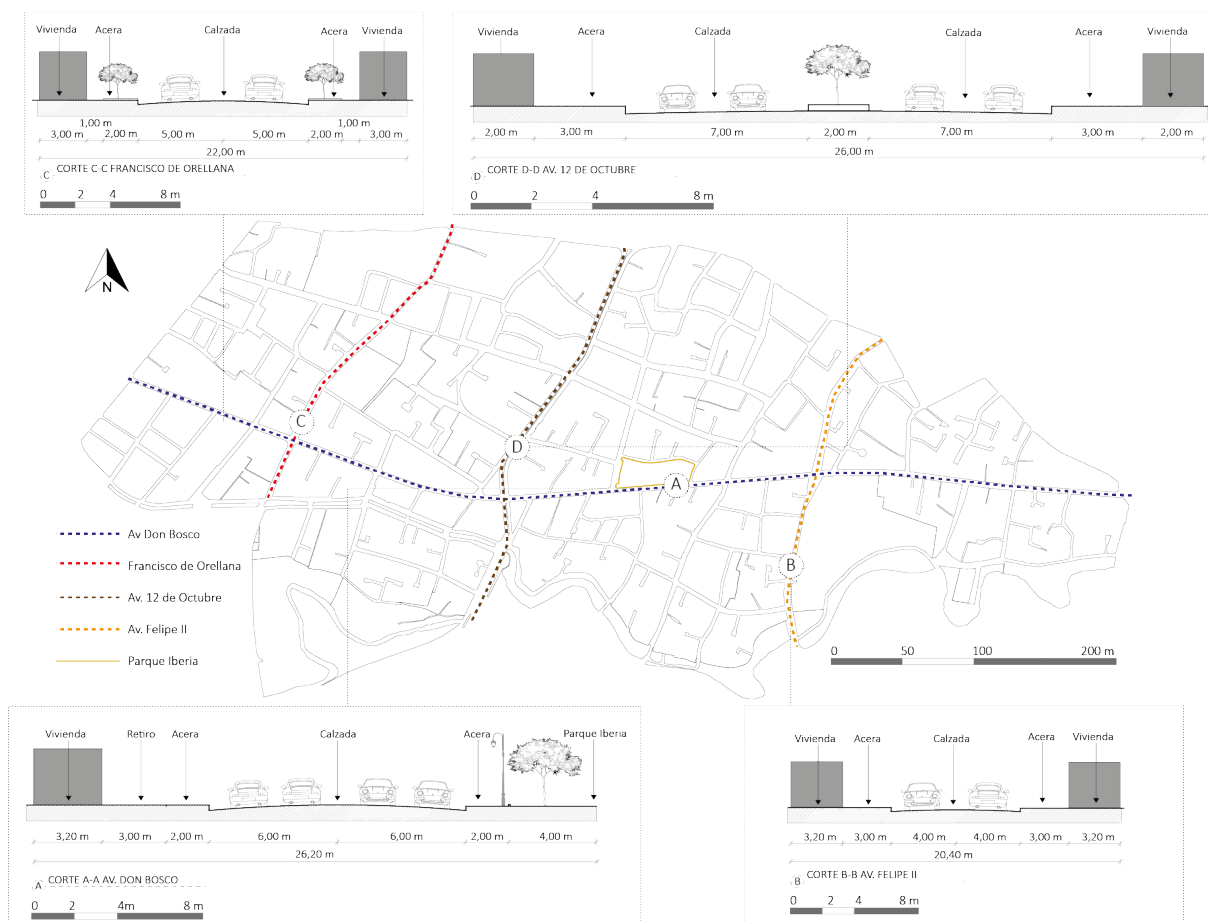 Vivienda Acera Calzada Acera Vivienda
1,00 m 1,00 m
3,00 m 2,00 m 5,00 m 5,00 m 2,00 m 3,00 m
22,00 m
C CORTE C-C FRANCISCO DE ORELLANA
0 2 4 8 m
Vivienda Acera Calzada Calzada Acera Vivienda
2,00 m 3,00 m 7,00 m 2,00 m 7,00 m 3,00 m 2,00 m
26,00 m
D CORTE D-D AV. 12 DE OCTUBRE
0 2 4 8 m
N
C
D
A
B
Av Don Bosco
Francisco de Orellana
Av. 12 de Octubre
Av. Felipe II
Parque Iberia
0 50 100 200 m
Vivienda Retiro Acera Calzada Acera Parque Iberia
3,20 m 3,00 m 2,00 m 6,00 m 6,00 m 2,00 m 4,00 m
26,20 m
A CORTE A-A AV. DON BOSCO
0 2 4m 8 m
Vivienda Acera Calzada Acera Vivienda
3,20 m 3,00 m 4,00 m 4,00 m 3,00 m 3,20 m
20,40 m
B CORTE B-B AV. FELIPE II
0 2 4 8 m